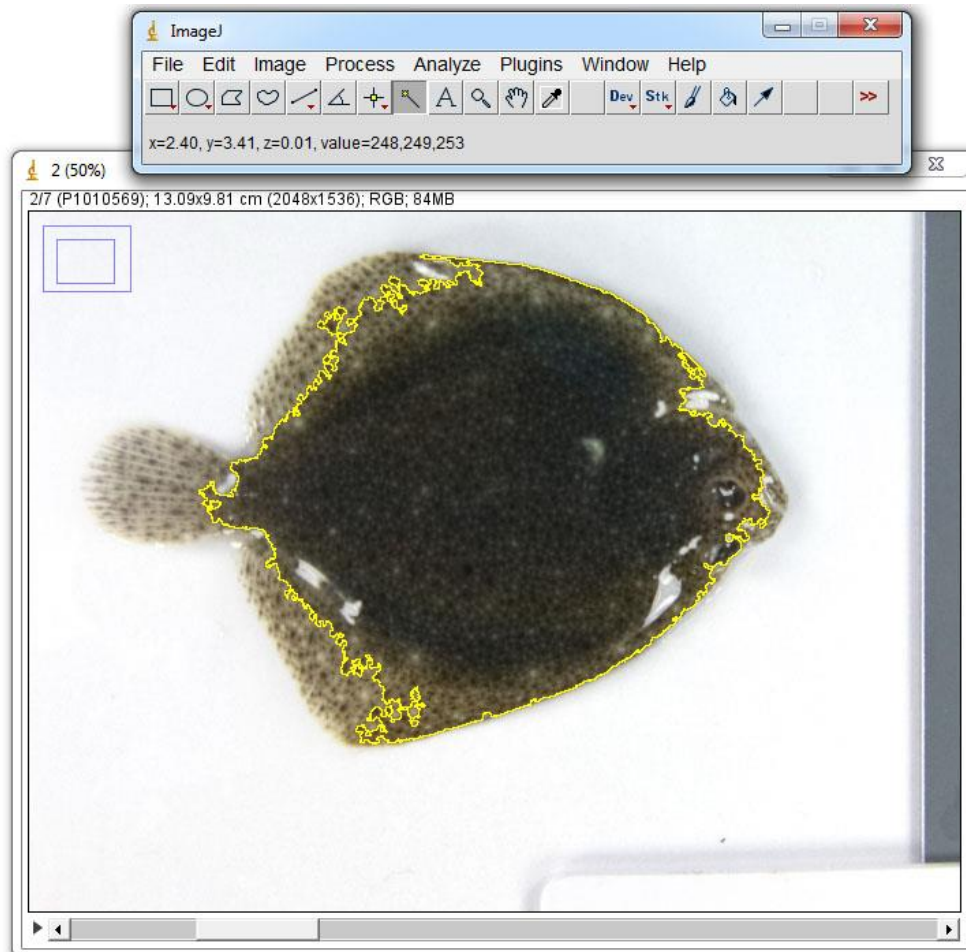 ImageJ
File Edit Image Process Analyze Plugins Window Help
A Dev Stk >>
x=2.40, y=3.41, z=0.01, value=248,249,253
2 (50%)
2/7 (P1010569); 13.09x9.81 cm (2048x1536); RGB; 84MB